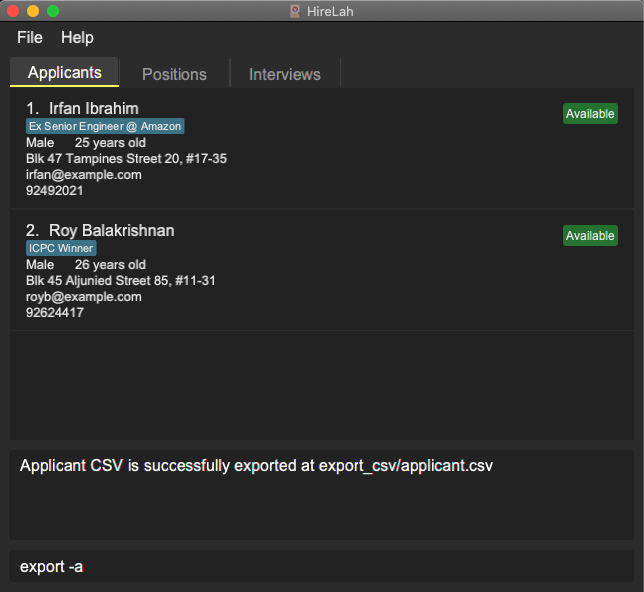 HireLah
File Help
Applicants Positions Interviews
1. Irfan Ibrahim
Available
Ex Senior Engineer @ Amazon
Male 25 years old
Blk 47 Tampines Street 20, #17-35
irfan@example.com
92492021
2. Roy Balakrishnan
Available
ICPC Winner
Male 26 years old
Blk 45 Aljunied Street 85, #11-31
royb@example.com
92624417
Applicant CSV is successfully exported at export_csv/applicant.csv
export -a